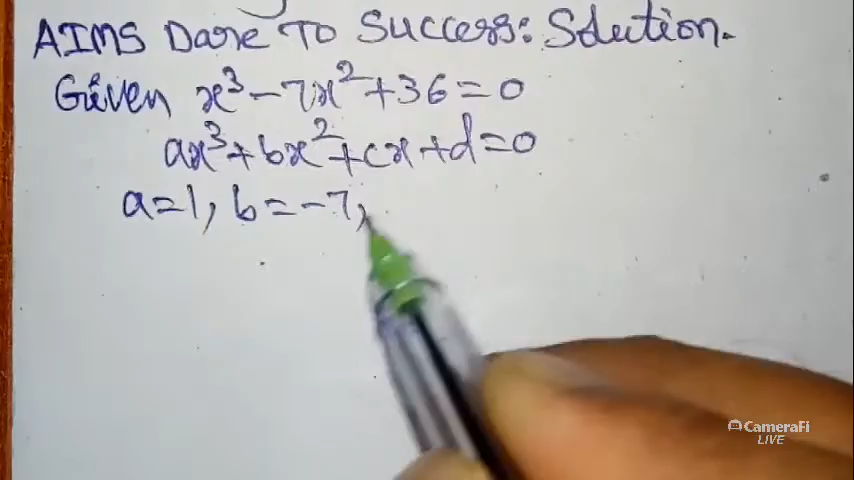 AIMS Dare To Success: Solution.
Given x³ - 7x² + 36 = 0
ax³ + bx² + cx + d = 0
a = 1, b = -7,
CameraFi
LIVE